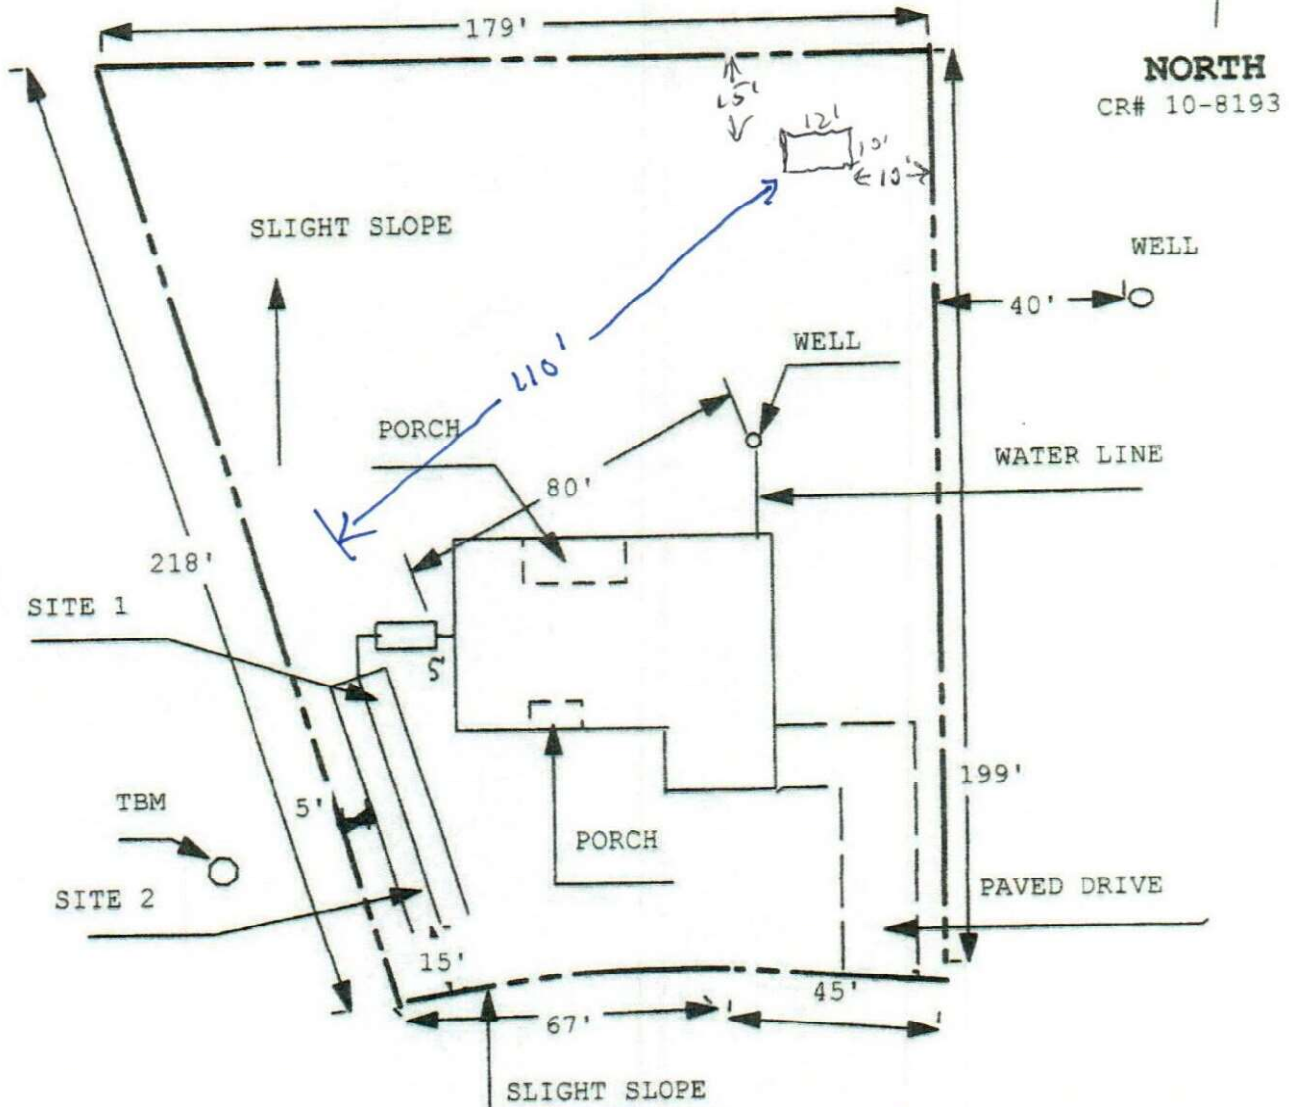 179'
NORTH
CR# 10-8193
15'
12'
10'
10'
SLIGHT SLOPE
WELL
40'
110'
WELL
PORCH
WATER LINE
80'
218'
SITE 1
5'
199'
TBM
5'
PORCH
SITE 2
PAVED DRIVE
15'
45'
67'
SLIGHT SLOPE